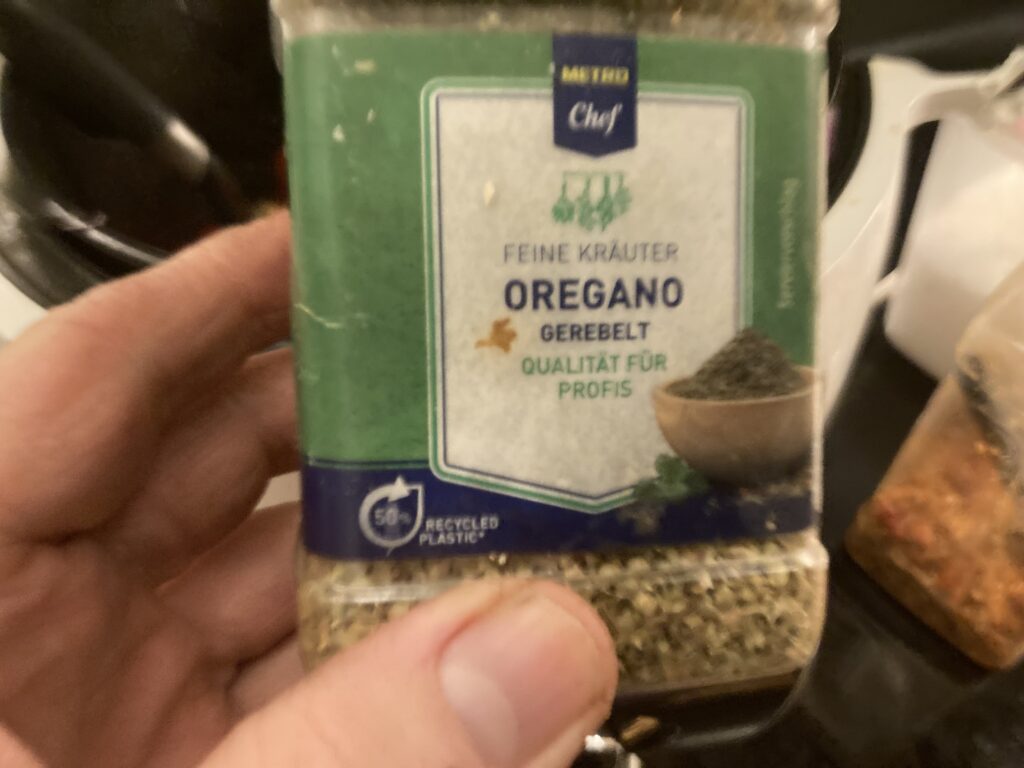 METRO
Chef
FEINE KRÄUTER
OREGANO
GEREBELT
QUALITÄT FÜR
PROFIS
50%
RECYCLED
PLASTIC*